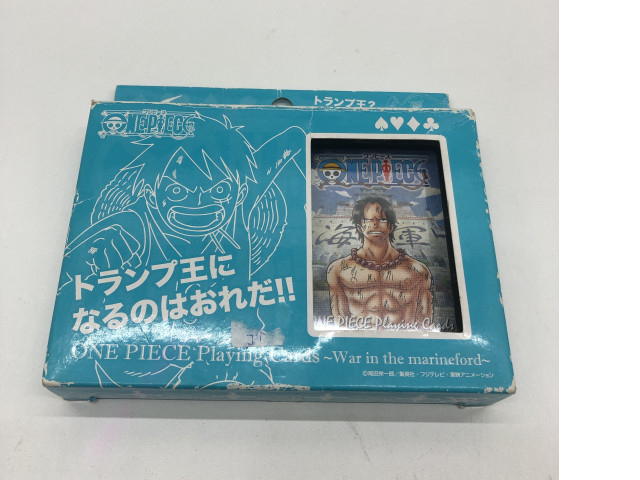 トランプ王?
ONE PIECE
トランプ王に
なるのはおれだ!!
ONE PIECE
海軍
ONE PIECE Playing Cards
ONE PIECE Playing Cards ~War in the marineford~
©尾田栄一郎/集英社・フジテレビ・東映アニメーション